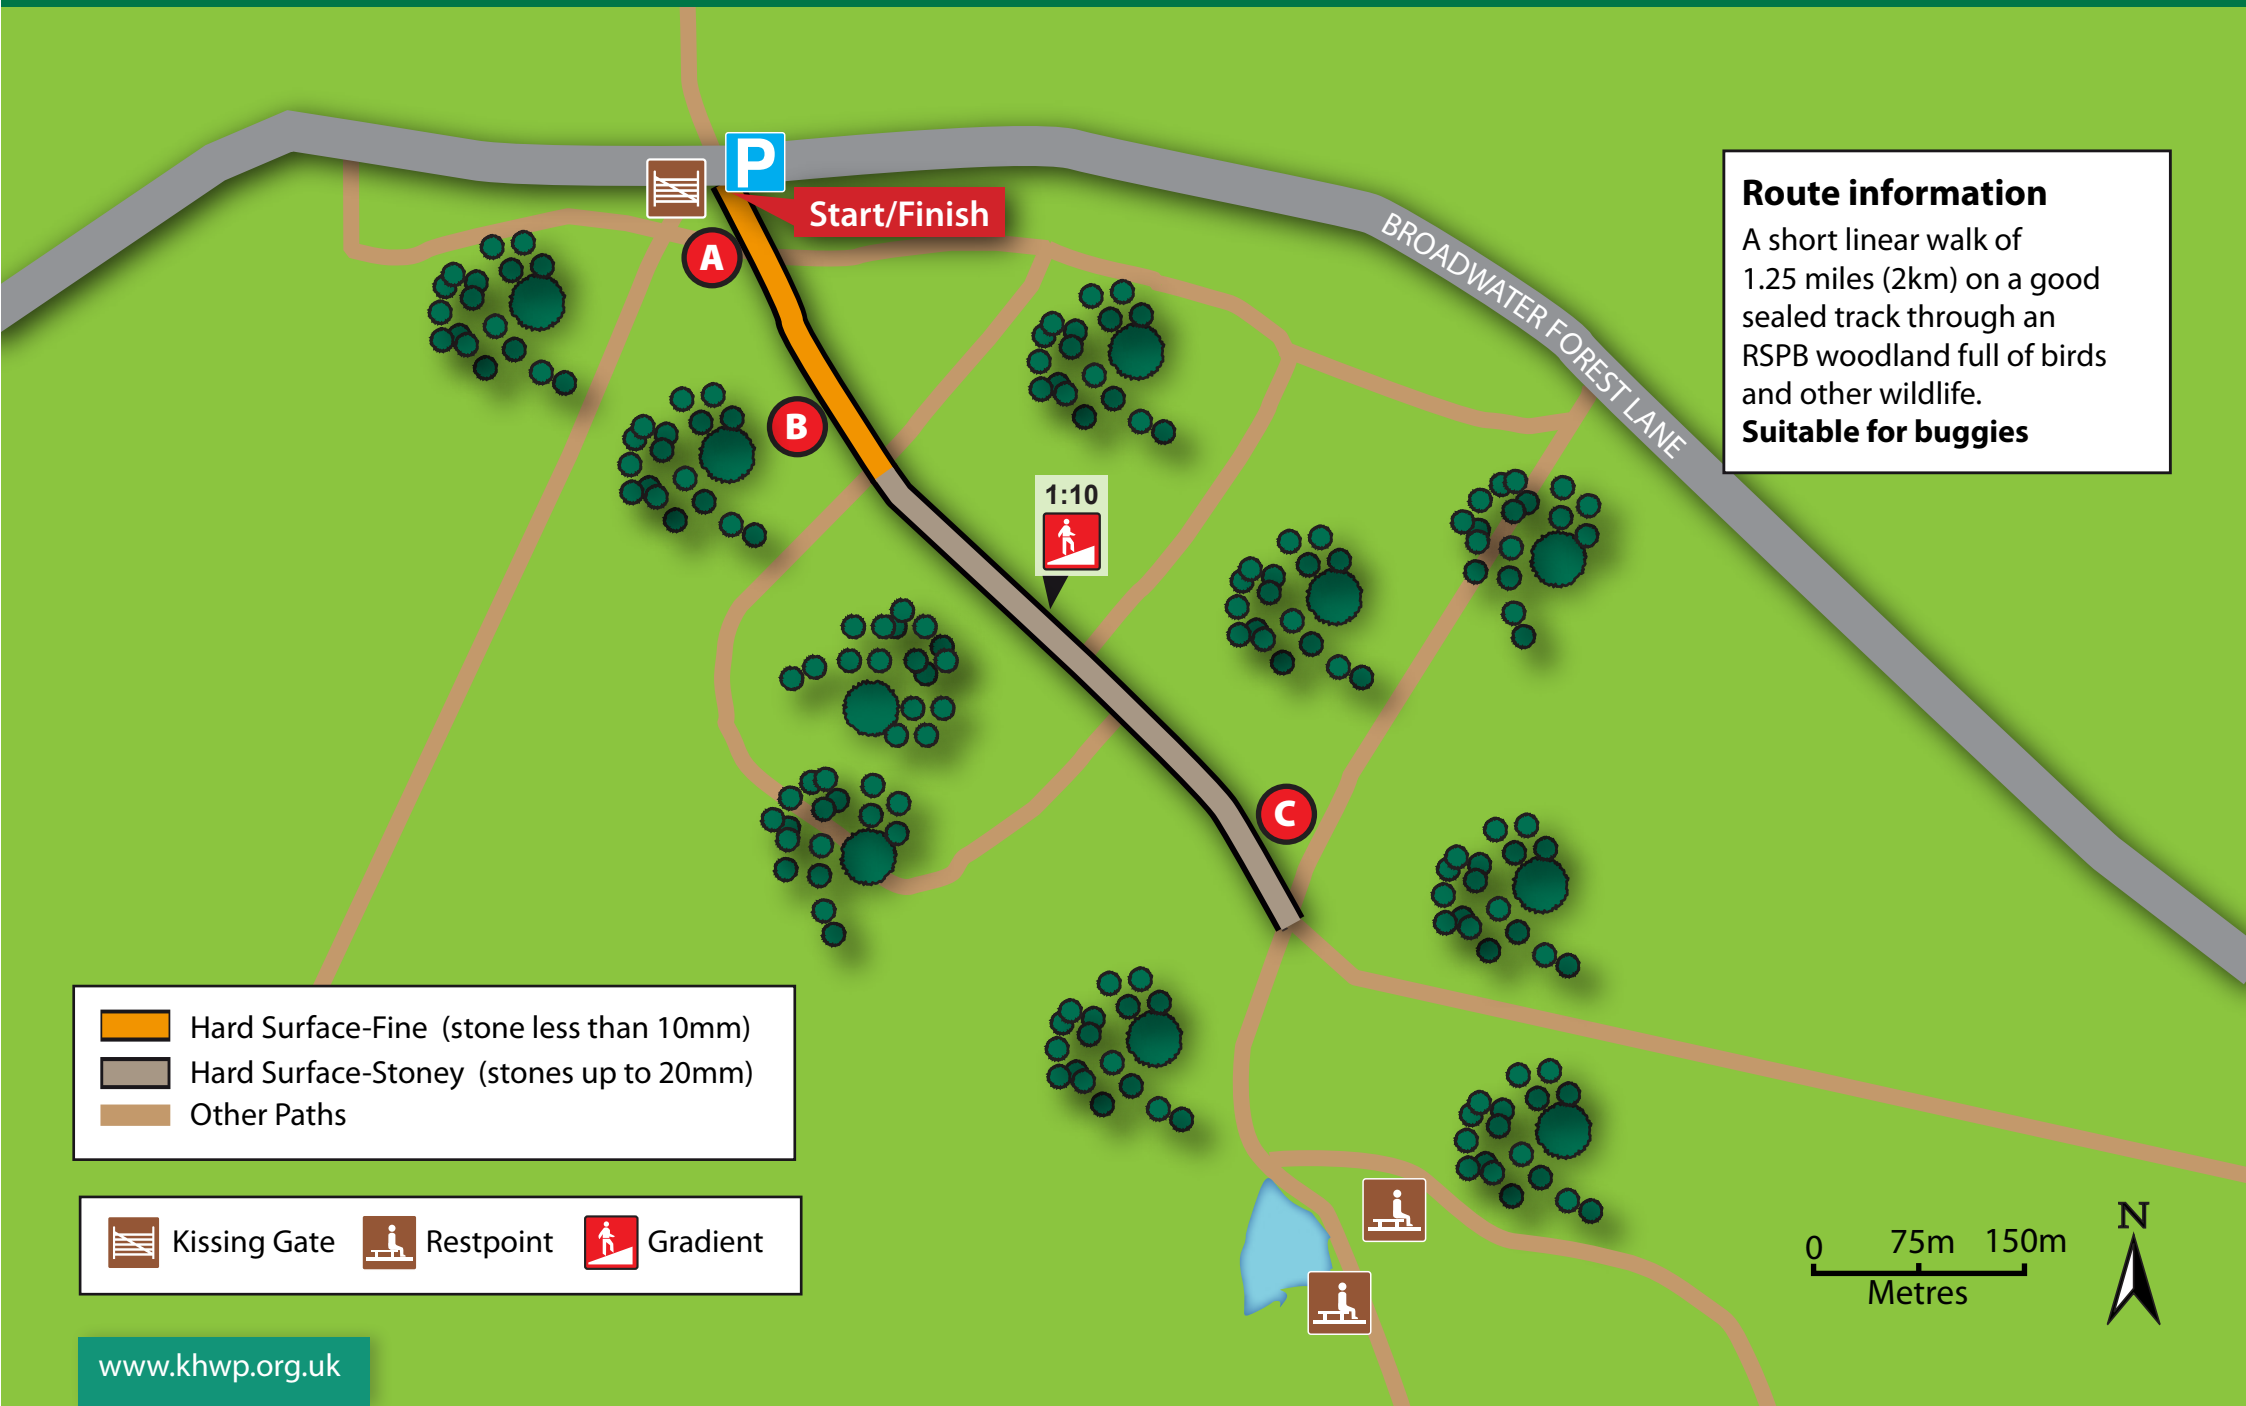 P
Start/Finish
A
B
1:10
C
BROADWATER FOREST LANE
Route information
A short linear walk of
1.25 miles (2km) on a good
sealed track through an
RSPB woodland full of birds
and other wildlife.
Suitable for buggies
Hard Surface-Fine (stone less than 10mm)
Hard Surface-Stoney (stones up to 20mm)
Other Paths
Kissing Gate Restpoint Gradient
www.khwp.org.uk
0 75m 150m
Metres
N